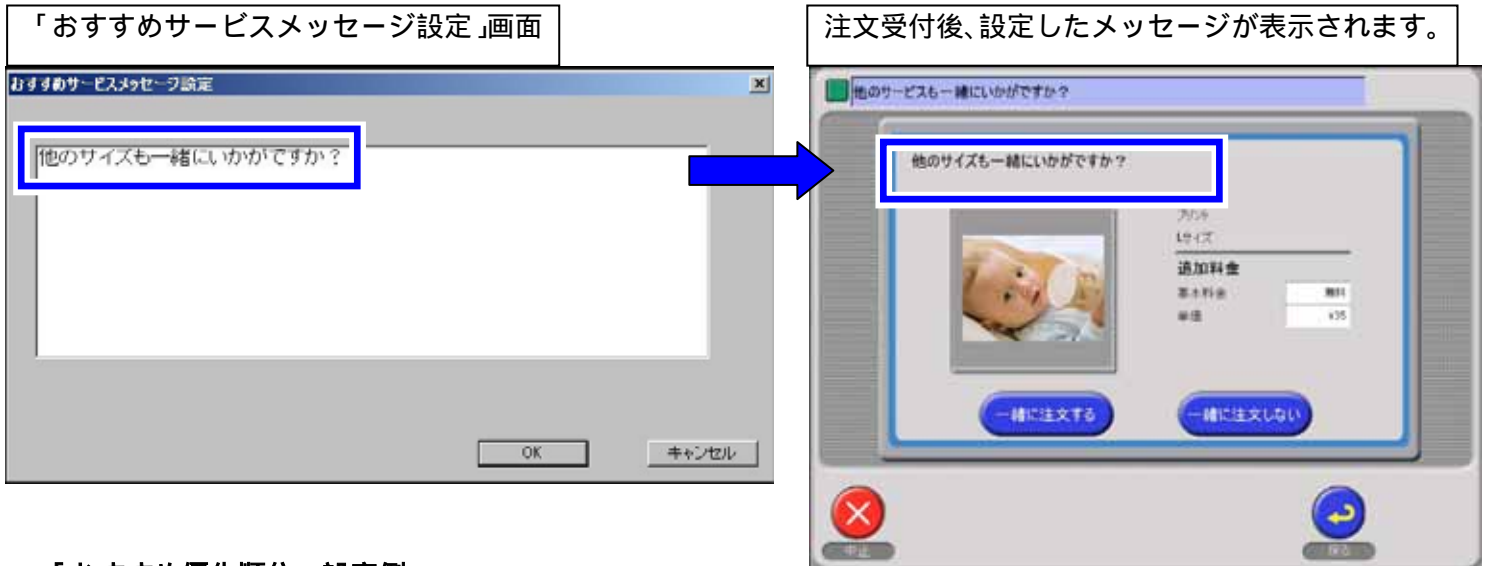 「おすすめサービスメッセージ設定」画面
おすすめサービスメッセージ設定
他のサイズも一緒にいかがですか？
OK
キャンセル
注文受付後、設定したメッセージが表示されます。
他のサービスも一緒にいかがですか？
他のサイズも一緒にいかがですか？
プリント
Lサイズ
追加料金
基本料金 無料
単価 ¥35
一緒に注文する
一緒に注文しない
中止
戻る